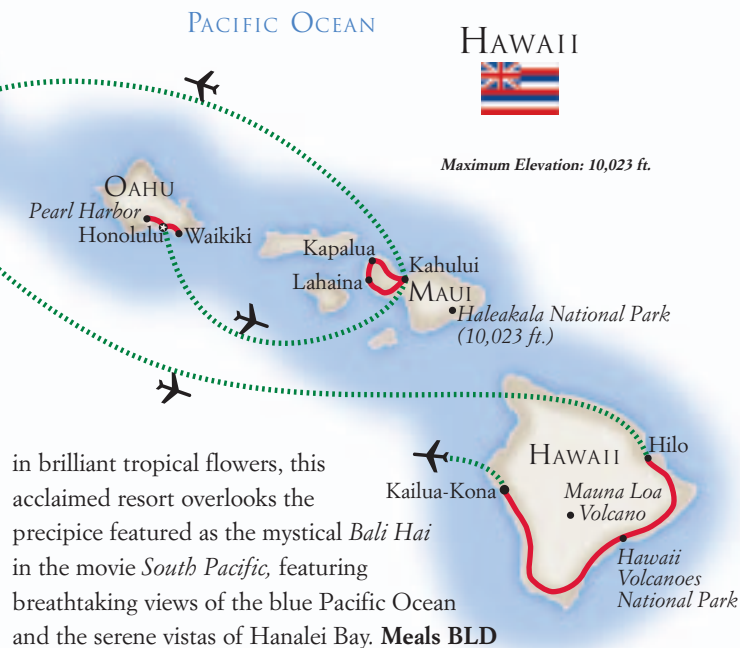 PACIFIC OCEAN
HAWAII
Maximum Elevation: 10,023 ft.
OAHU
Pearl Harbor
Honolulu
Waikiki
Kapalua
Lahaina
Kahului
MAUI
Haleakala National Park
(10,023 ft.)
HAWAII
Hilo
Kailua-Kona
Mauna Loa
Volcano
Hawaii
Volcanoes
National Park
in brilliant tropical flowers, this
acclaimed resort overlooks the
precipice featured as the mystical Bali Hai
in the movie South Pacific, featuring
breathtaking views of the blue Pacific Ocean
and the serene vistas of Hanalei Bay. Meals BLD